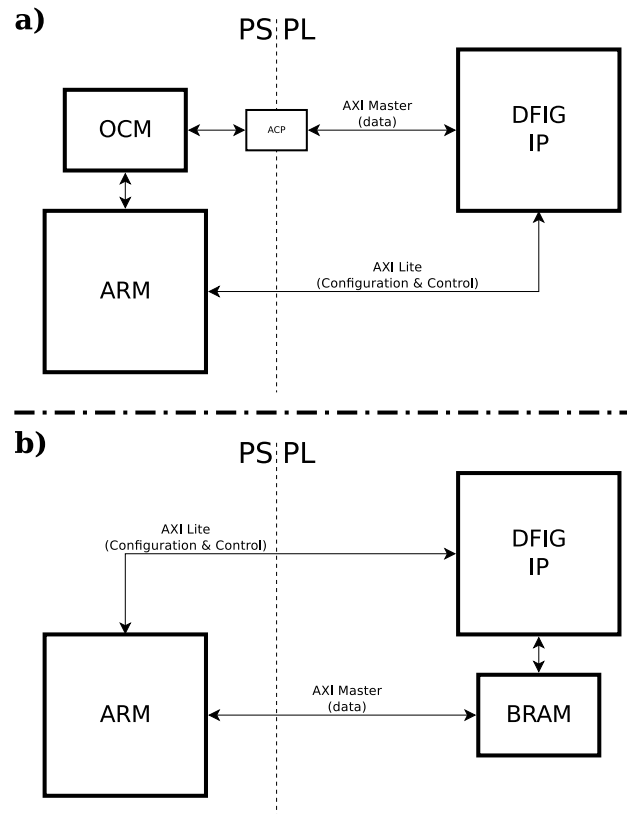 a)
PS PL
OCM
ACP
AXI Master
(data)
DFIG
IP
ARM
AXI Lite
(Configuration & Control)
b)
PS PL
AXI Lite
(Configuration & Control)
DFIG
IP
ARM
AXI Master
(data)
BRAM